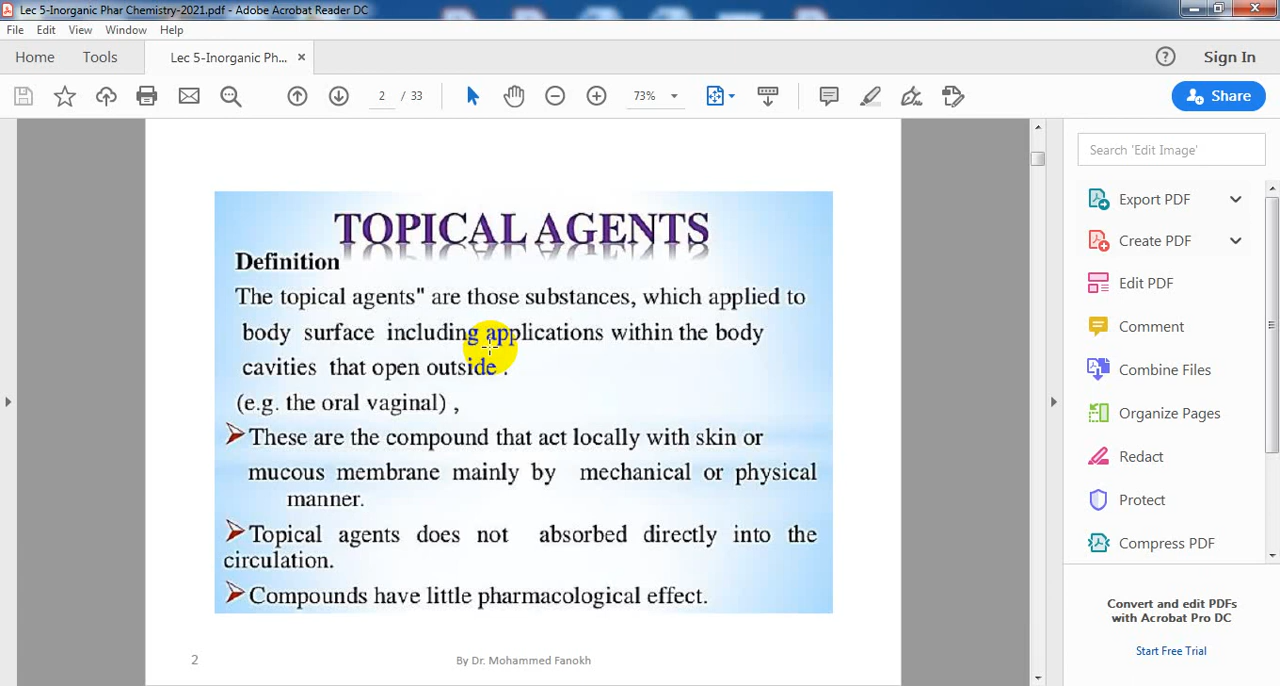 Lec 5-Inorganic Phar Chemistry-2021.pdf - Adobe Acrobat Reader DC
File Edit View Window Help
Home Tools Lec 5-Inorganic Ph... × ? Sign In
2 / 33 73% Share
Search 'Edit Image'
TOPICAL AGENTS
Definition
The topical agents" are those substances, which applied to
body surface including applications within the body
cavities that open outside .
(e.g. the oral vaginal) ,
These are the compound that act locally with skin or
mucous membrane mainly by mechanical or physical
manner.
Topical agents does not absorbed directly into the
circulation.
Compounds have little pharmacological effect.
2 By Dr. Mohammed Fanokh
Export PDF
Create PDF
Edit PDF
Comment
Combine Files
Organize Pages
Redact
Protect
Compress PDF
Convert and edit PDFs
with Acrobat Pro DC
Start Free Trial